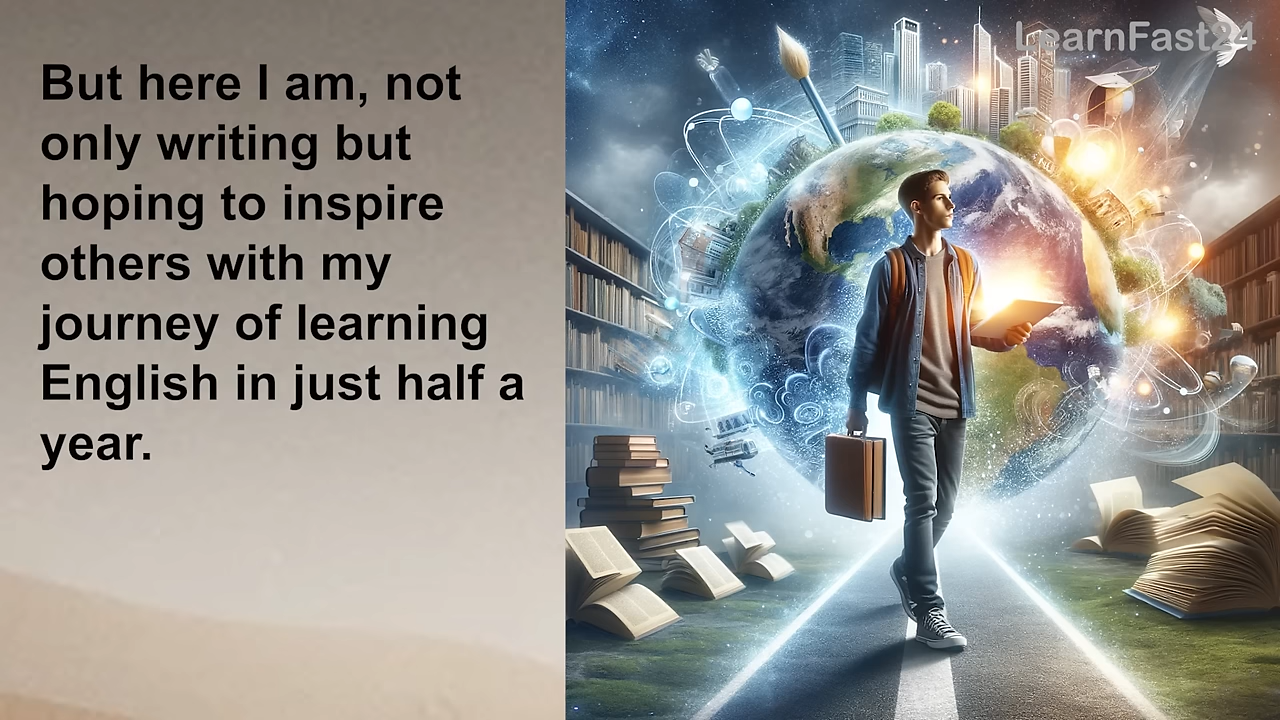 But here I am, not
only writing but
hoping to inspire
others with my
journey of learning
English in just half a
year.
LearnFast24